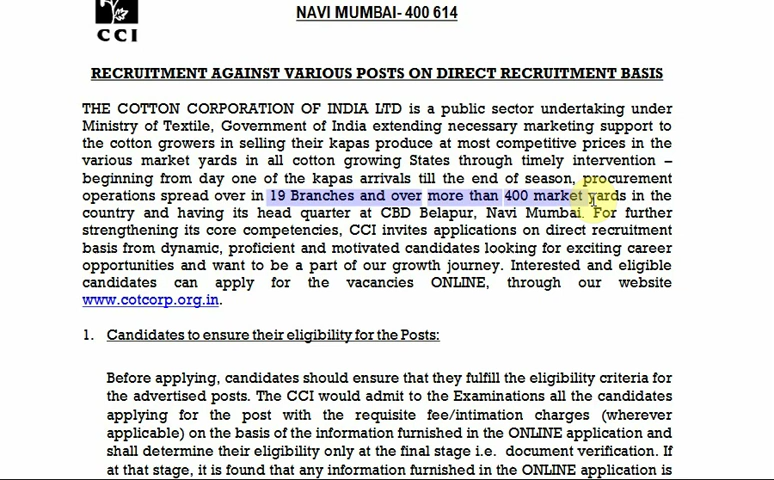 NAVI MUMBAI- 400 614
CCI
RECRUITMENT AGAINST VARIOUS POSTS ON DIRECT RECRUITMENT BASIS
THE COTTON CORPORATION OF INDIA LTD is a public sector undertaking under
Ministry of Textile, Government of India extending necessary marketing support to
the cotton growers in selling their kapas produce at most competitive prices in the
various market yards in all cotton growing States through timely intervention –
beginning from day one of the kapas arrivals till the end of season, procurement
operations spread over in 19 Branches and over more than 400 market yards in the
country and having its head quarter at CBD Belapur, Navi Mumbai. For further
strengthening its core competencies, CCI invites applications on direct recruitment
basis from dynamic, proficient and motivated candidates looking for exciting career
opportunities and want to be a part of our growth journey. Interested and eligible
candidates can apply for the vacancies ONLINE, through our website
www.cotcorp.org.in.
1. Candidates to ensure their eligibility for the Posts:
Before applying, candidates should ensure that they fulfill the eligibility criteria for
the advertised posts. The CCI would admit to the Examinations all the candidates
applying for the post with the requisite fee/intimation charges (wherever
applicable) on the basis of the information furnished in the ONLINE application and
shall determine their eligibility only at the final stage i.e. document verification. If
at that stage, it is found that any information furnished in the ONLINE application is